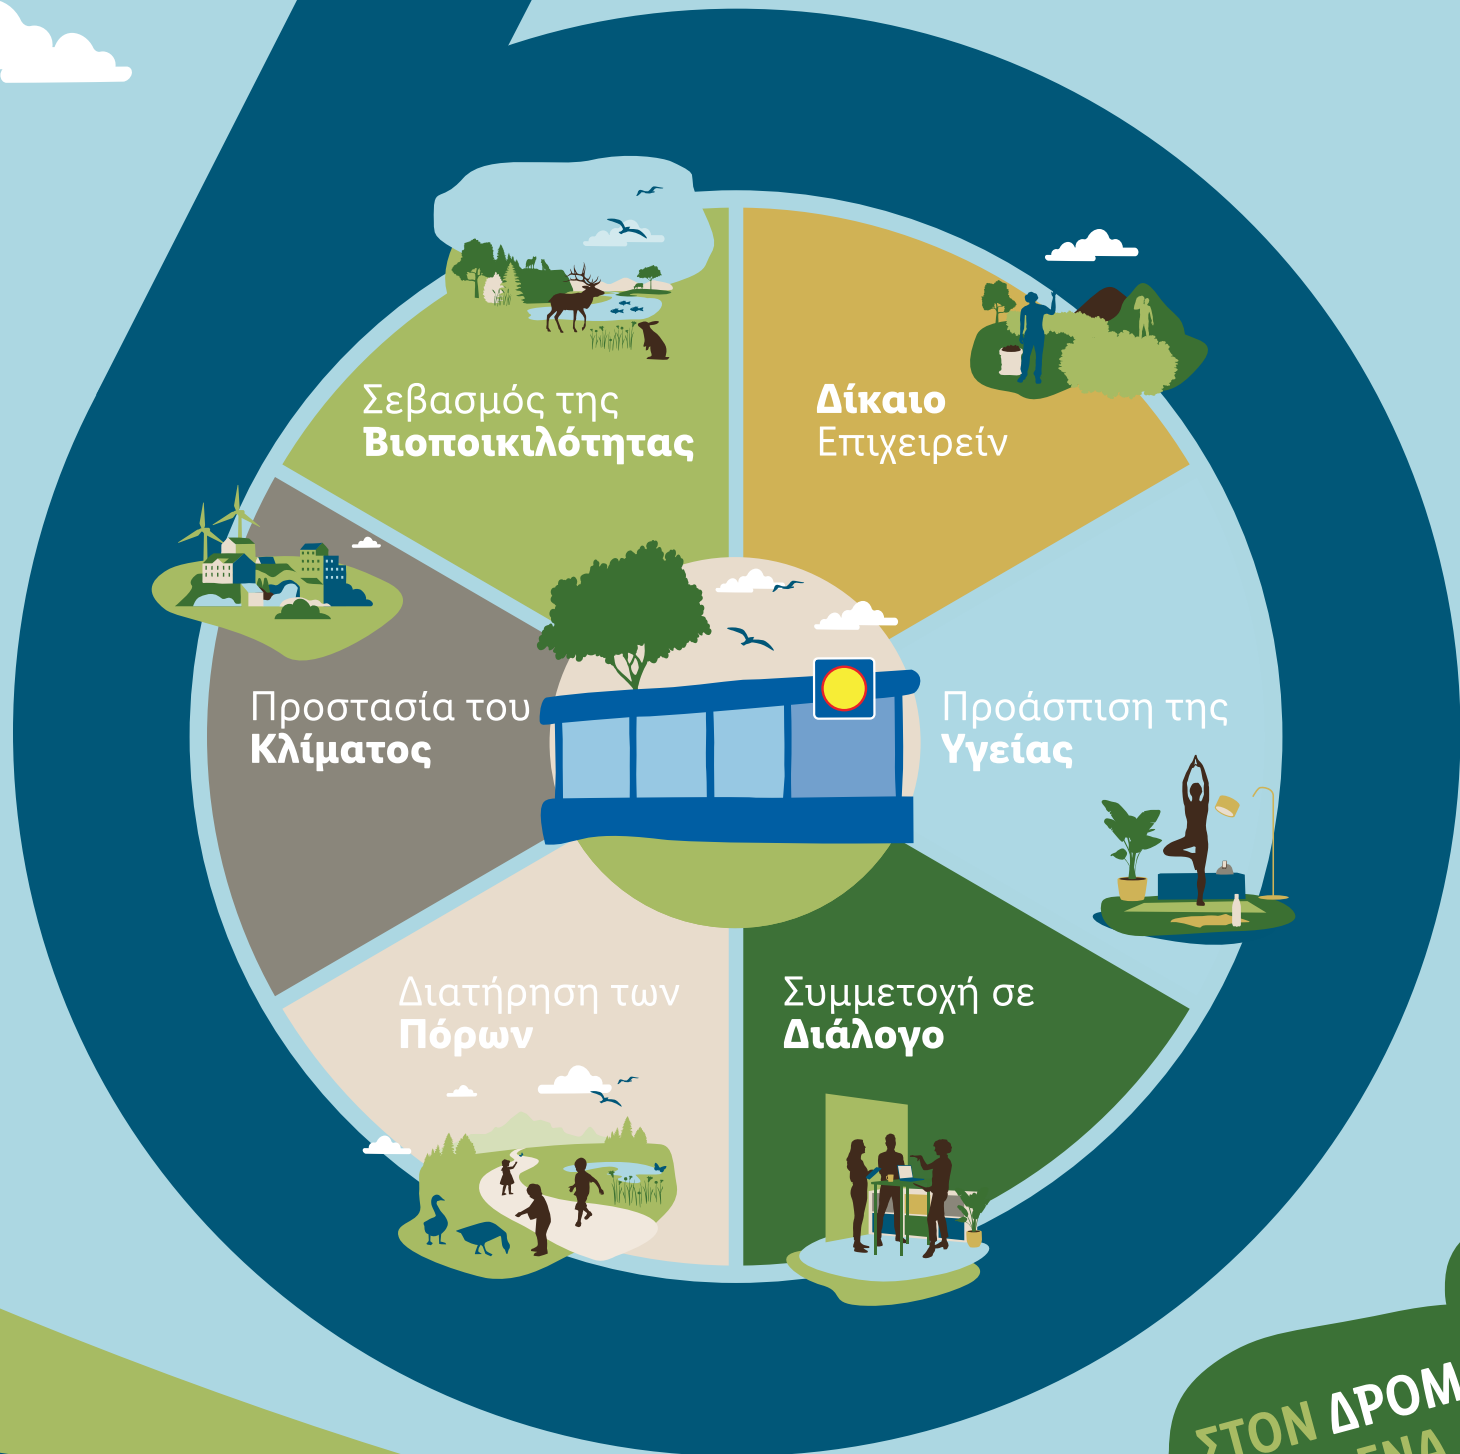 Σεβασμός της
Βιοποικιλότητας
Δίκαιο
Επιχειρείν
Προστασία του
Κλίματος
Προάσπιση της
Υγείας
Διατήρηση των
Πόρων
Συμμετοχή σε
Διάλογο
ΣΤΟΝ ΔΡΟΜ
ΕΝΑ